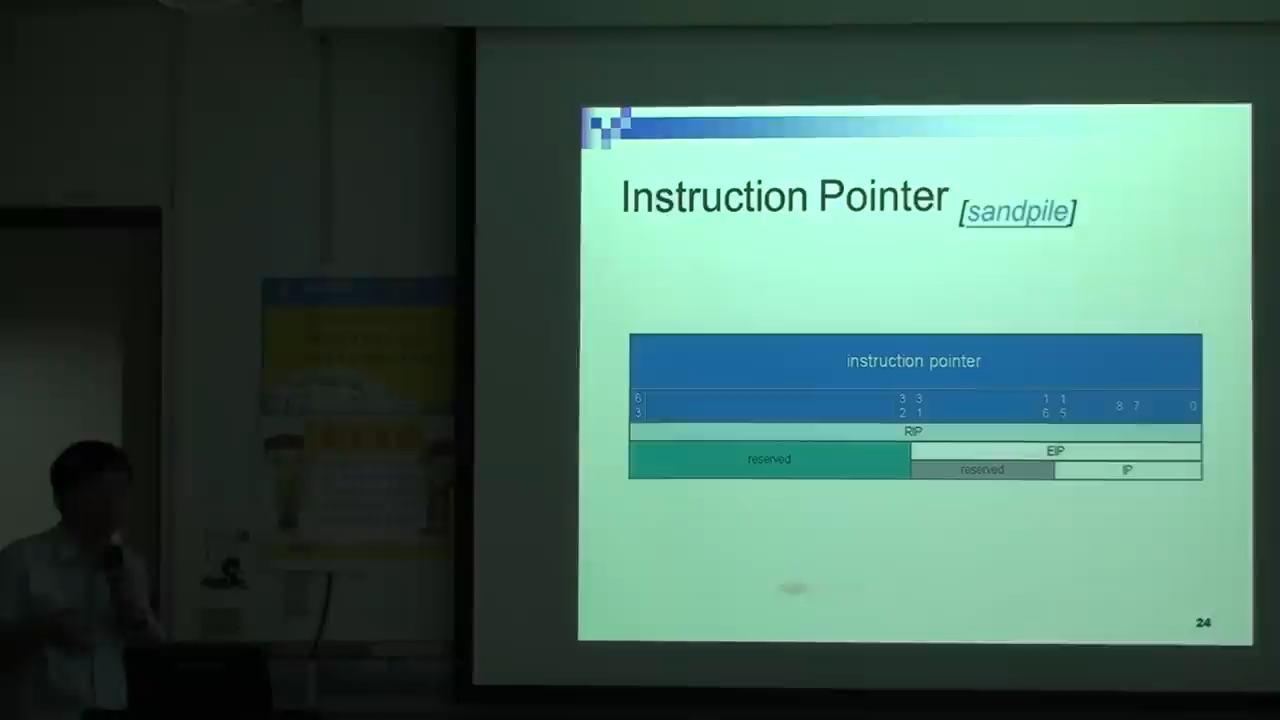 Instruction Pointer [sandpile]
instruction pointer
6 3 3 1 1
3 2 1 6 5 8 7 0
RIP
reserved EIP
reserved IP
24